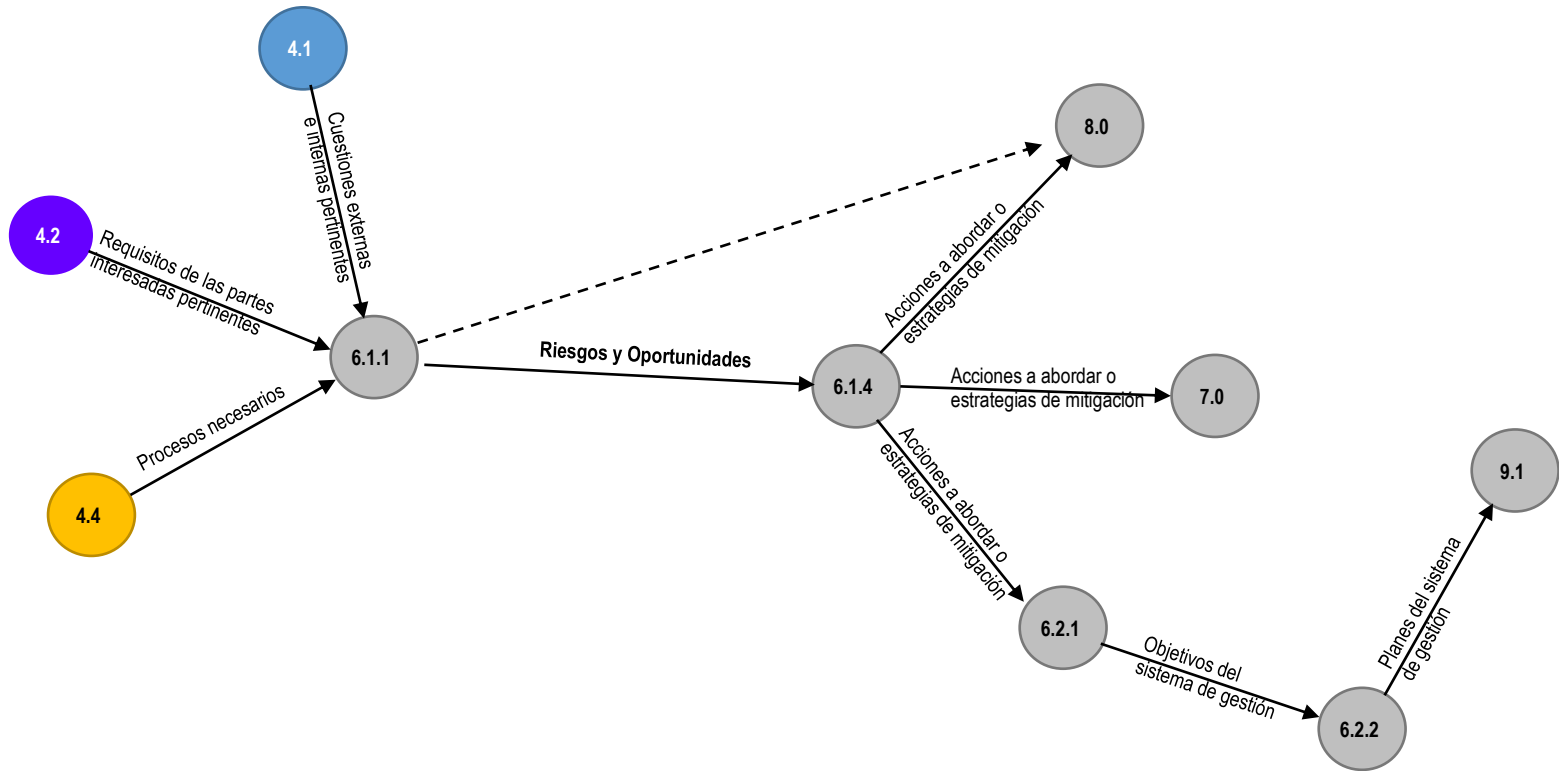 4.1
Cuestiones externas
e internas pertinentes
8.0
4.2
Requisitos de las partes
interesadas pertinentes
6.1.1
Riesgos y Oportunidades
6.1.4
Acciones a abordar o
estrategias de mitigación
Acciones a abordar o
estrategias de mitigación
7.0
Procesos necesarios
4.4
Acciones a abordar o
estrategias de mitigación
9.1
6.2.1
Objetivos del
sistema de gestión
Planes del sistema
de gestión
6.2.2